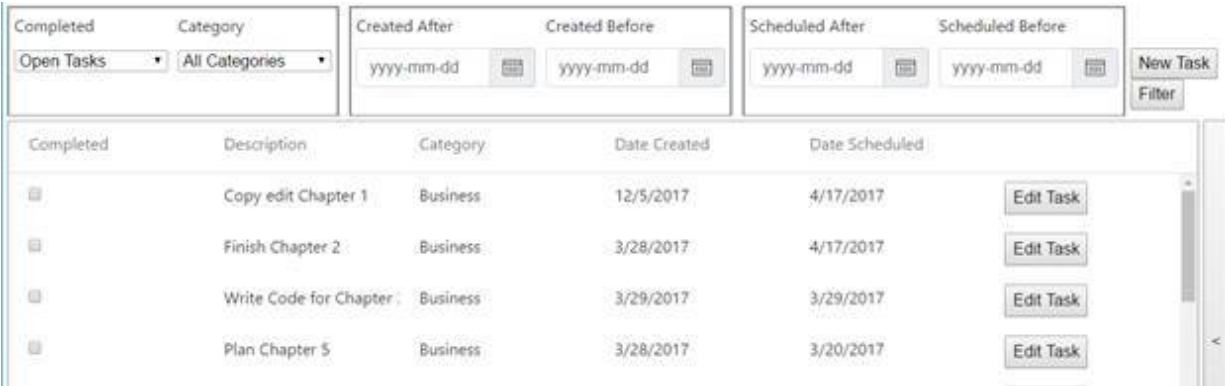 Completed Category Created After Created Before Scheduled After Scheduled Before
Open Tasks All Categories yyyy-mm-dd yyyy-mm-dd yyyy-mm-dd yyyy-mm-dd New Task
Filter
Completed Description Category Date Created Date Scheduled
Copy edit Chapter 1 Business 12/5/2017 4/17/2017 Edit Task
Finish Chapter 2 Business 3/28/2017 4/17/2017 Edit Task
Write Code for Chapter Business 3/29/2017 3/29/2017 Edit Task
Plan Chapter 5 Business 3/28/2017 3/20/2017 Edit Task
<